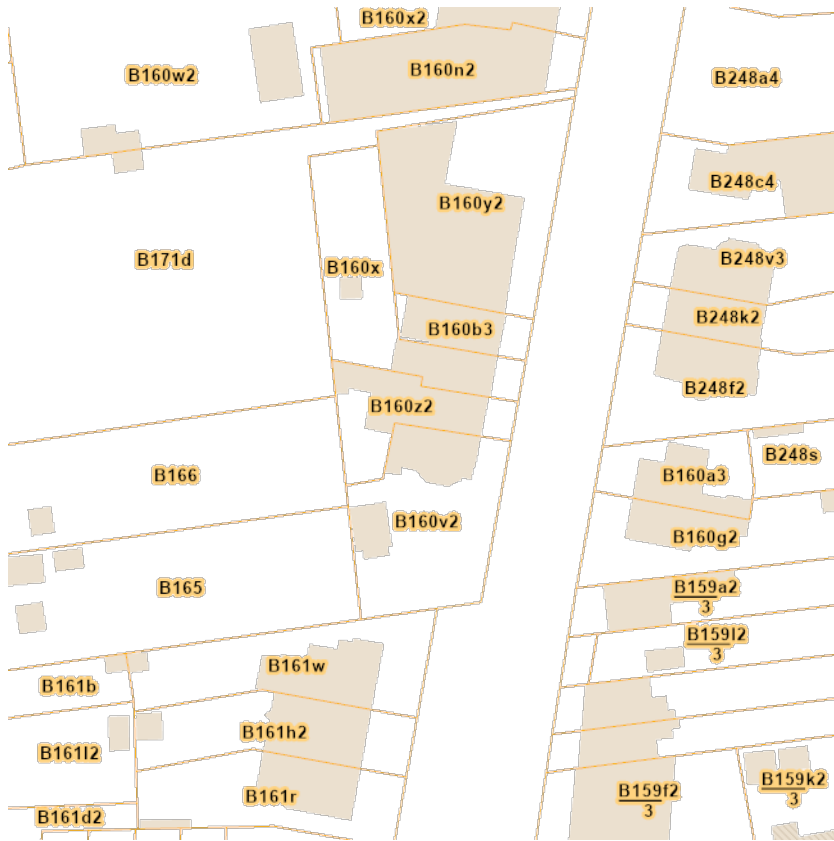 B160x2
B160w2
B160n2
B248a4
B248c4
B160y2
B171d
B160x
B248v3
B160b3
B248k2
B248f2
B160z2
B166
B248s
B160a3
B160v2
B160g2
B165
B159a2
3
B159l2
3
B161w
B161b
B161h2
B161l2
B161r
B159f2
3
B159k2
3
B161d2